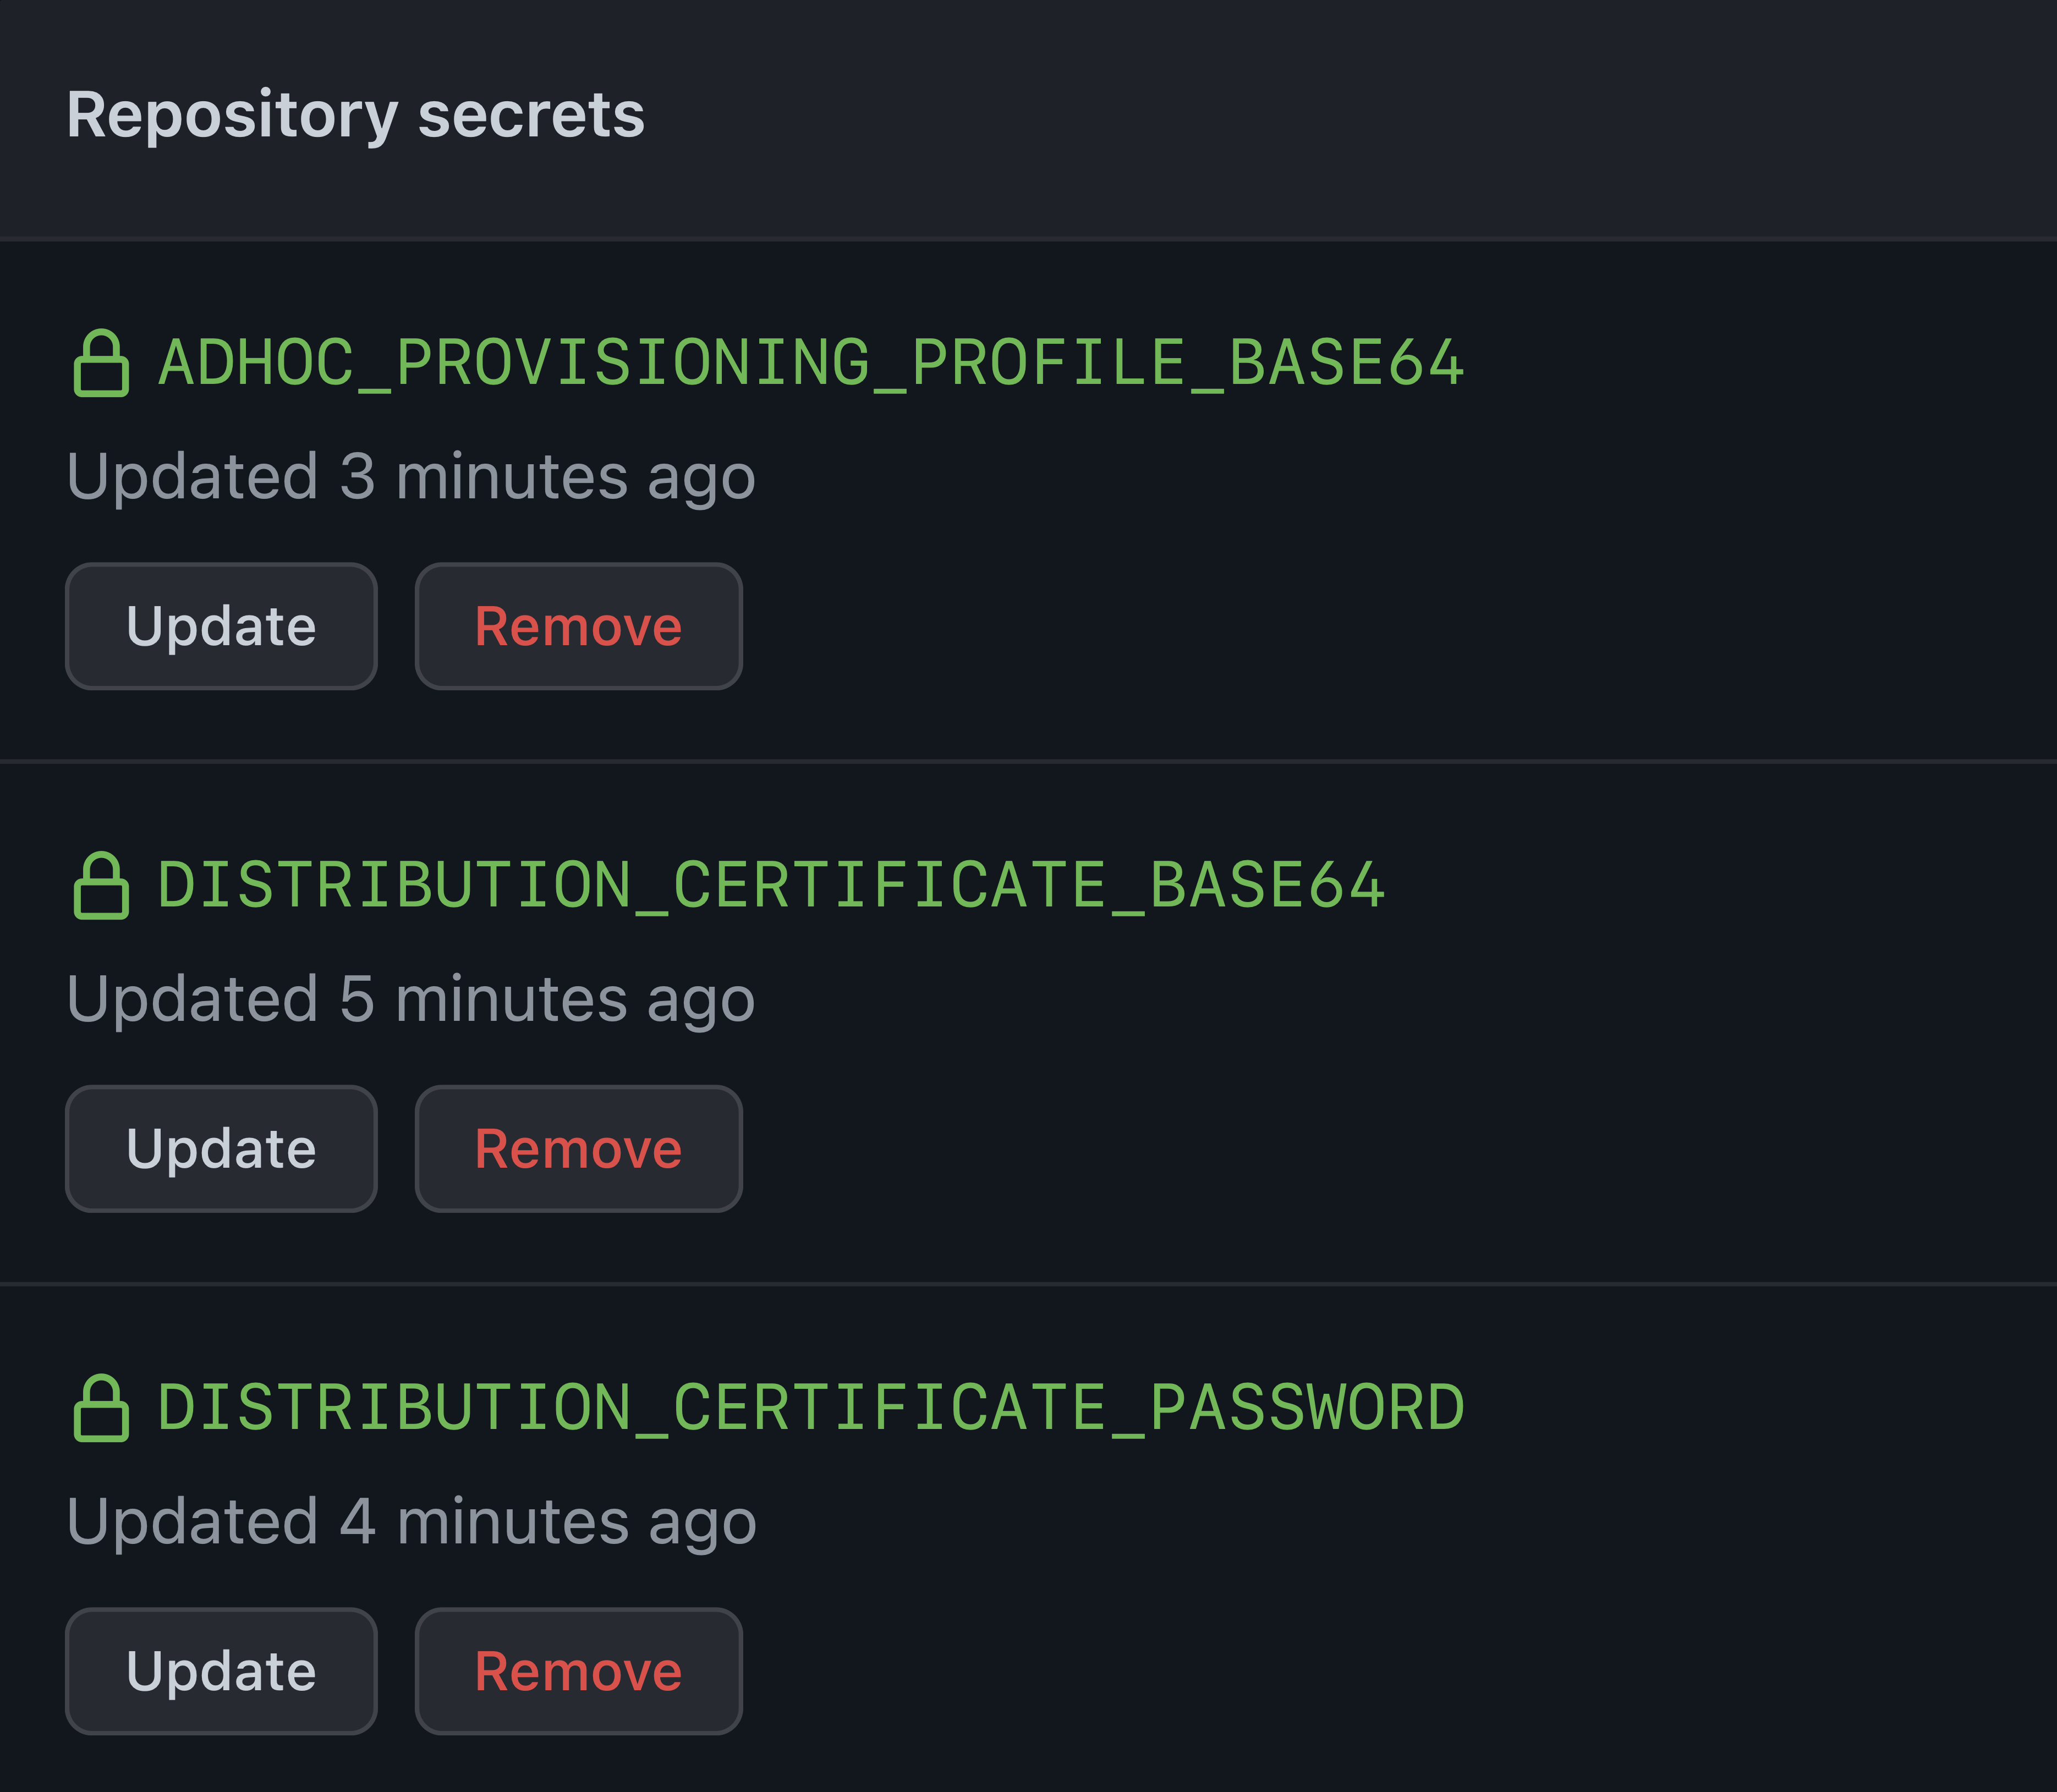 Repository secrets
ADHOC_PROVISIONING_PROFILE_BASE64
Updated 3 minutes ago
Update Remove
DISTRIBUTION_CERTIFICATE_BASE64
Updated 5 minutes ago
Update Remove
DISTRIBUTION_CERTIFICATE_PASSWORD
Updated 4 minutes ago
Update Remove